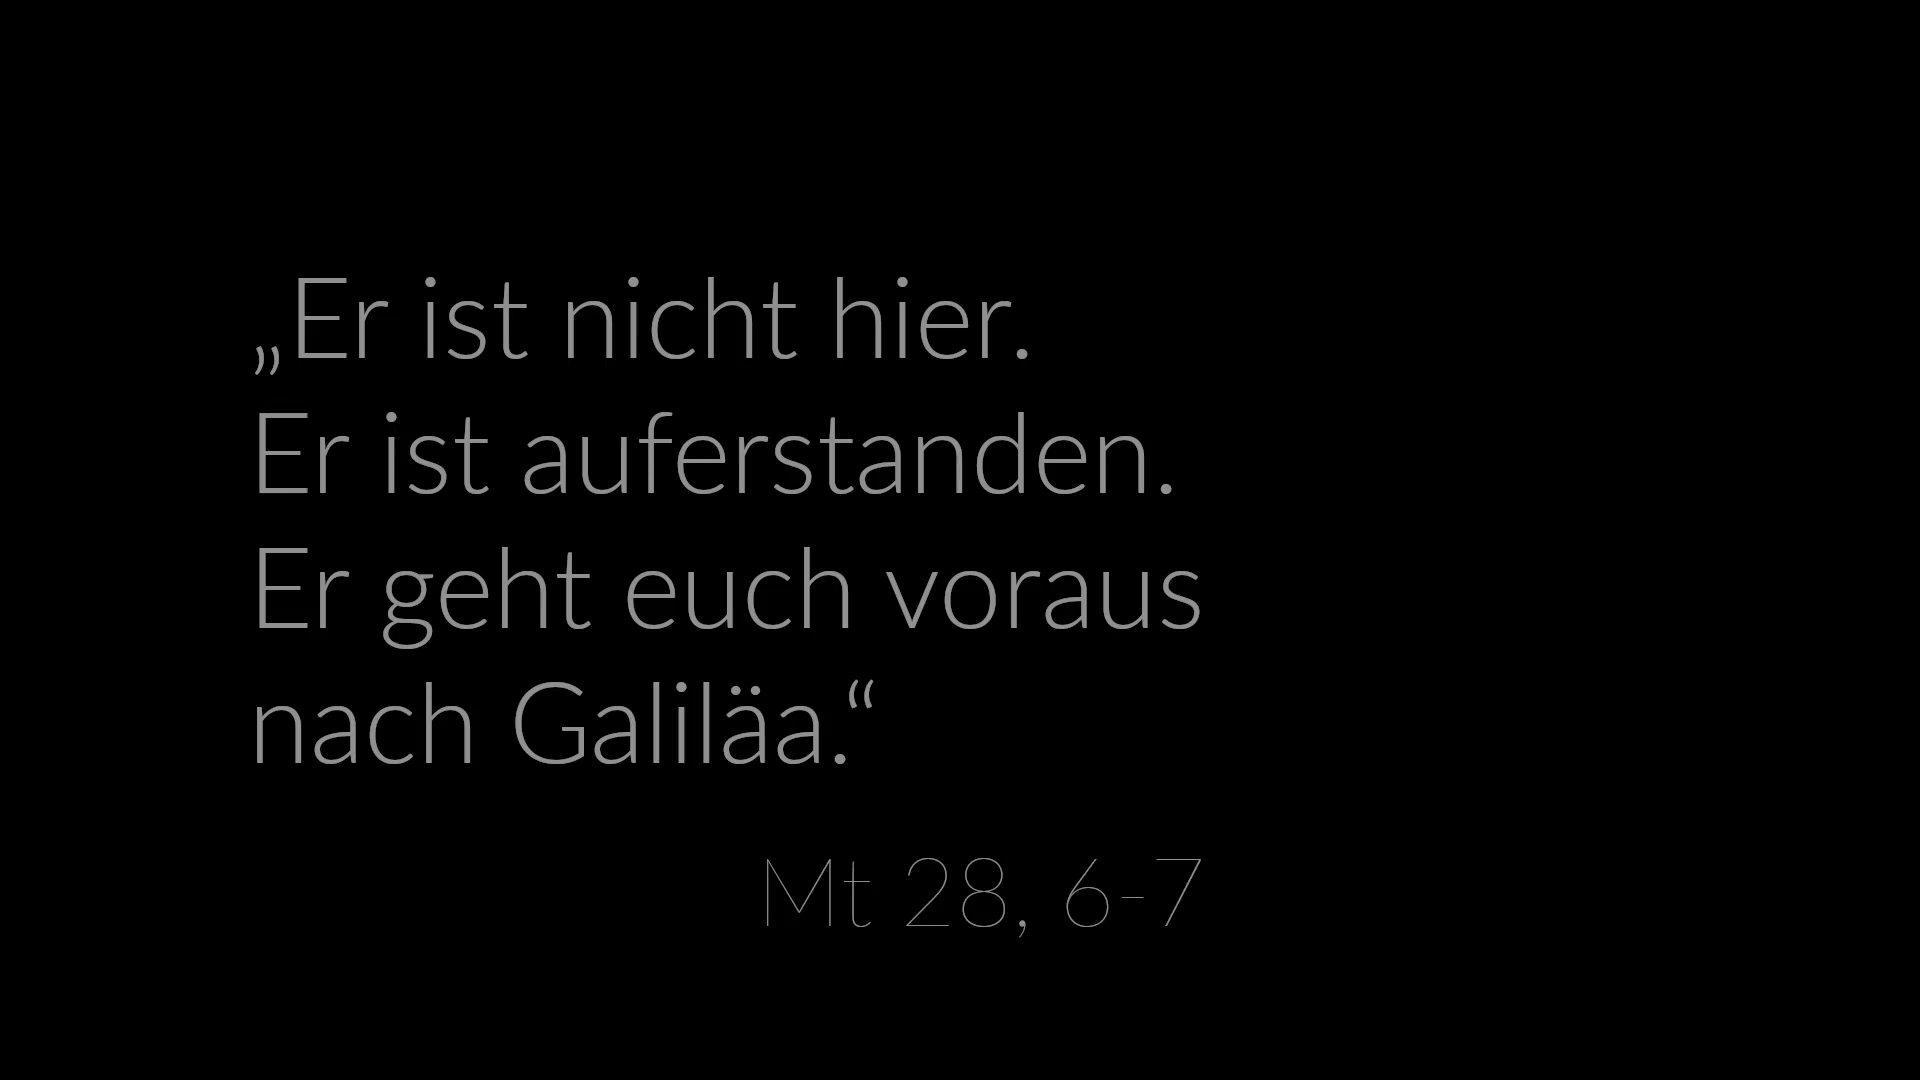 „Er ist nicht hier.
Er ist auferstanden.
Er geht euch voraus
nach Galiläa.“
Mt 28, 6-7